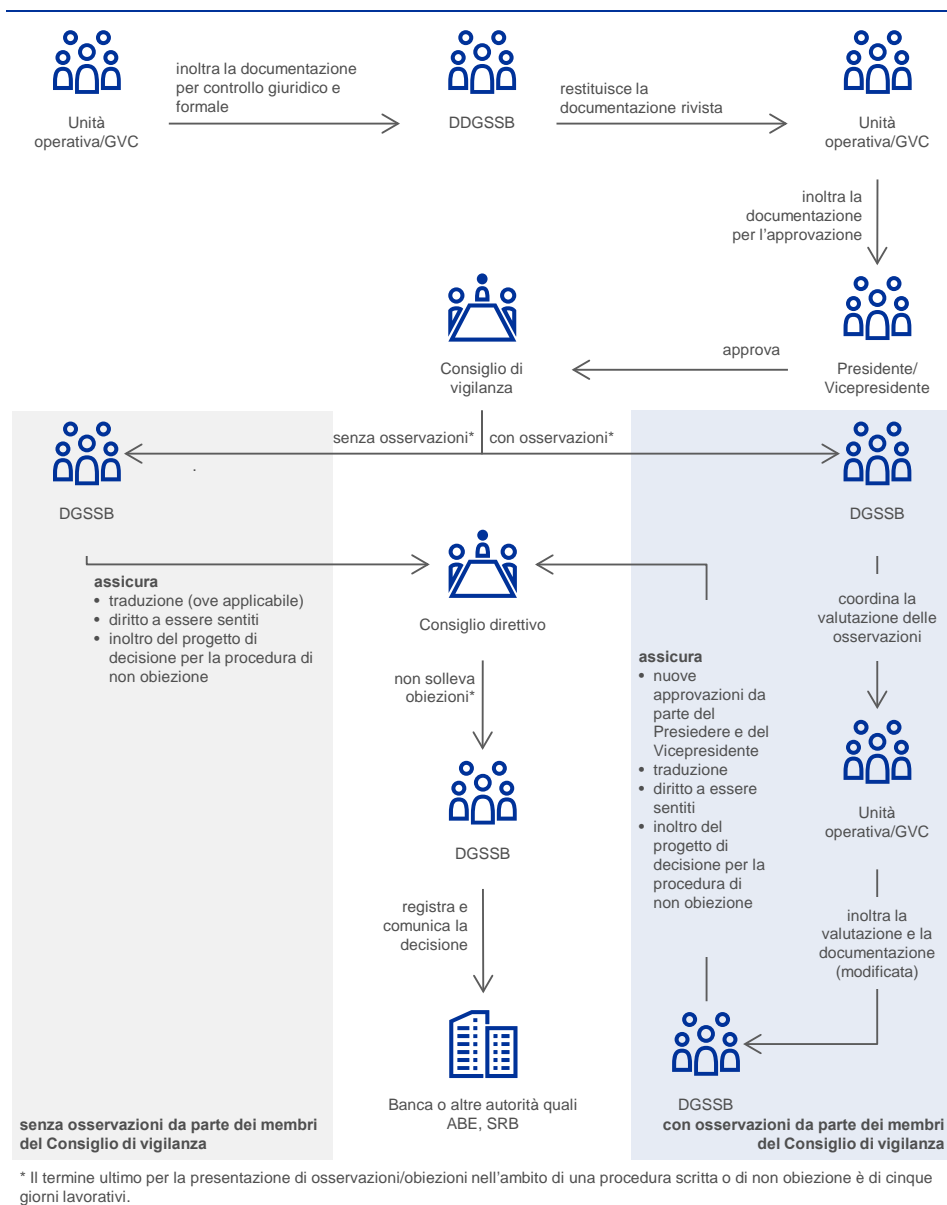 inoltra la documentazione
per controllo giuridico e
formale
restituisce la
documentazione rivista
Unità
operativa/GVC
DDGSSB
Unità
operativa/GVC
inoltra la
documentazione
per l'approvazione
approva
Consiglio di
vigilanza
Presidente/
Vicepresidente
senza osservazioni*
con osservazioni*
DGSSB
DGSSB
assicura
• traduzione (ove applicabile)
• diritto a essere sentiti
• inoltro del progetto di
decisione per la procedura di
non obiezione
Consiglio direttivo
coordina la
valutazione delle
osservazioni
non solleva
obiezioni*
assicura
• nuove
approvazioni da
parte del
Presiedere e del
Vicepresidente
• traduzione
• diritto a essere
sentiti
• inoltro del
progetto di
decisione per la
procedura di
non obiezione
Unità
operativa/GVC
DGSSB
registra e
comunica la
decisione
inoltra la
valutazione e la
documentazione
(modificata)
Banca o altre autorità quali
ABE, SRB
DGSSB
senza osservazioni da parte dei membri
del Consiglio di vigilanza
con osservazioni da parte dei membri
del Consiglio di vigilanza
* Il termine ultimo per la presentazione di osservazioni/obiezioni nell'ambito di una procedura scritta o di non obiezione è di cinque
giorni lavorativi.